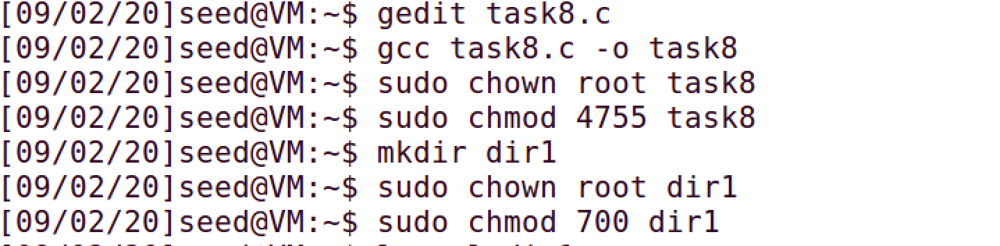 [09/02/20]seed@VM:~$ gedit task8.c
[09/02/20]seed@VM:~$ gcc task8.c -o task8
[09/02/20]seed@VM:~$ sudo chown root task8
[09/02/20]seed@VM:~$ sudo chmod 4755 task8
[09/02/20]seed@VM:~$ mkdir dir1
[09/02/20]seed@VM:~$ sudo chown root dir1
[09/02/20]seed@VM:~$ sudo chmod 700 dir1